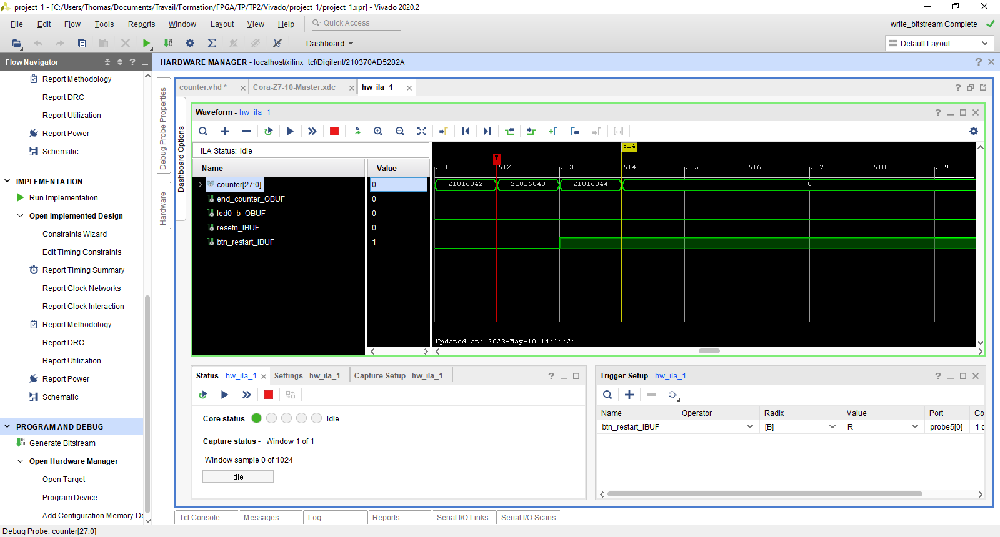 project_1 - [C:/Users/Thomas/Documents/Travail/Formation/FPGA/TP/TP2/Vivado/project_1/project_1.xpr] - Vivado 2020.2
File Edit Flow Tools Reports Window Layout View Help Quick Access
write_bitstream Complete
Dashboard
Default Layout
Flow Navigator
HARDWARE MANAGER - localhost/xilinx_tcf/Digilent/210370AD5282A
Report Methodology
Report DRC
Report Utilization
Report Power
Schematic
IMPLEMENTATION
Run Implementation
Open Implemented Design
Constraints Wizard
Edit Timing Constraints
Report Timing Summary
Report Clock Networks
Report Clock Interaction
Report Methodology
Report DRC
Report Utilization
Report Power
Schematic
PROGRAM AND DEBUG
Generate Bitstream
Open Hardware Manager
Open Target
Program Device
Add Configuration Memory De
Debug Probe Properties
Hardware
Dashboard Options
counter.vhd * Cora-Z7-10-Master.xdc hw_ila_1
Waveform - hw_ila_1
ILA Status: Idle
Name Value
counter[27:0] 0
end_counter_OBUF 0
led0_b_OBUF 0
resetn_IBUF 0
btn_restart_IBUF 1
514
T
511 512 513 514 515 516 517 518 519
21816842 21816843 21816844 0
Updated at: 2023-May-10 14:14:24
Status - hw_ila_1 Settings - hw_ila_1 Capture Setup - hw_ila_1
Core status Idle
Capture status - Window 1 of 1
Window sample 0 of 1024
Idle
Trigger Setup - hw_ila_1
Name Operator Radix Value Port Co
btn_restart_IBUF == [B] R probe5[0] 1 c
Tcl Console Messages Log Reports Serial I/O Links Serial I/O Scans
Debug Probe: counter[27:0]